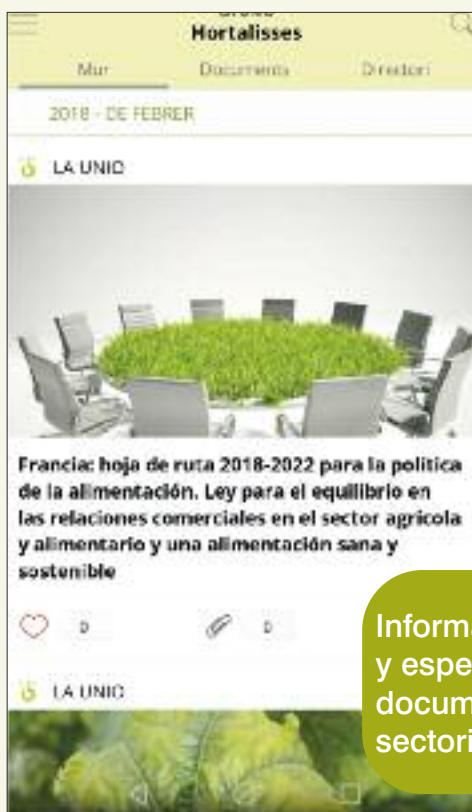 Hortalisses
Mur Documents Directori
2018 - DE FEBRER
LA UNIO
Francia: hoja de ruta 2018-2022 para la política
de la alimentación. Ley para el equilibrio en
las relaciones comerciales en el sector agrícola
y alimentario y una alimentación sana y
sostenible
0 0
Informa
y espe
docum
sectori
LA UNIO